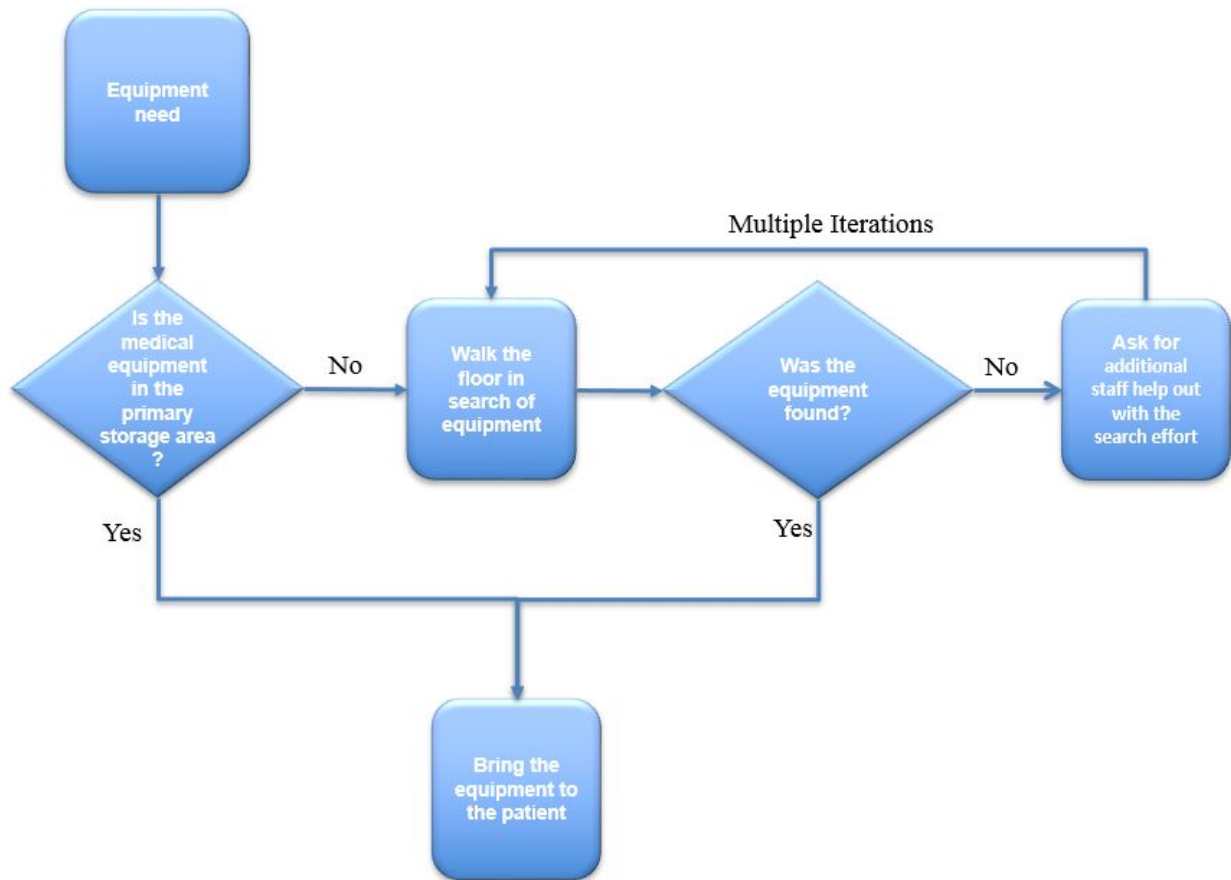 Equipment
need
Multiple Iterations
Is the
medical
equipment
in the
primary
storage area
?
No
Walk the
floor in
search of
equipment
Was the
equipment
found?
No
Ask for
additional
staff help out
with the
search effort
Yes
Yes
Bring the
equipment to
the patient